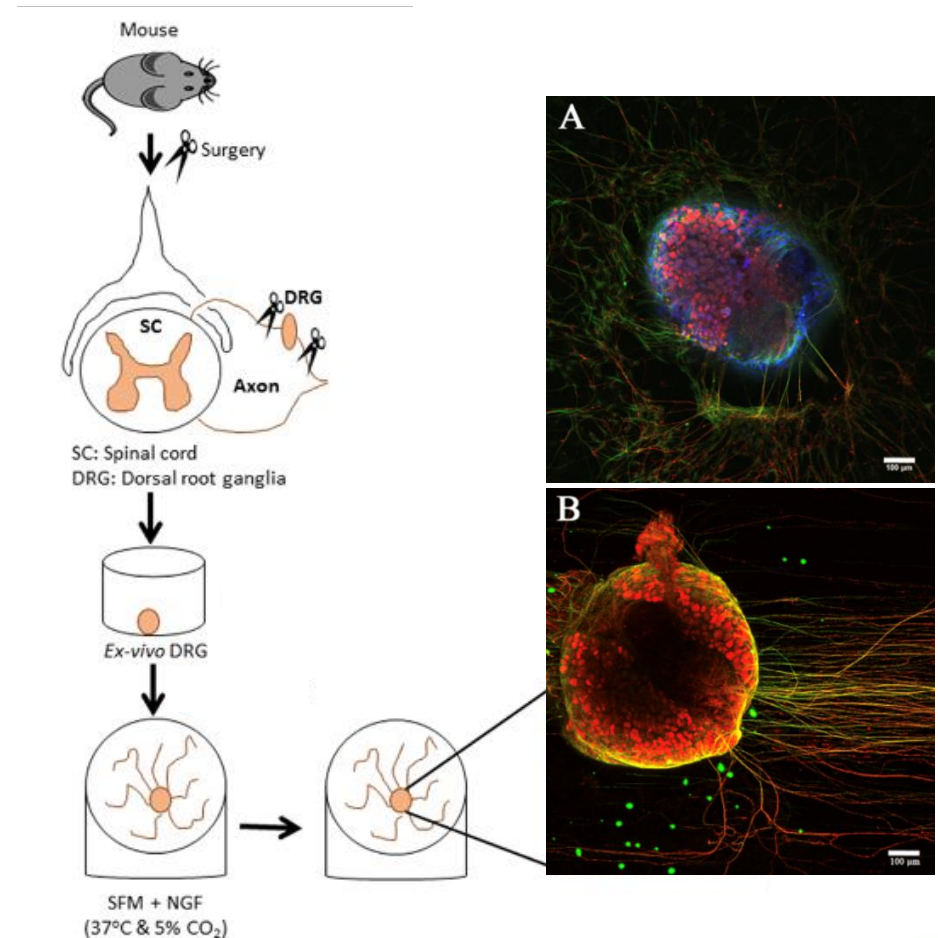 Mouse
Surgery
DRG
SC
Axon
SC: Spinal cord
DRG: Dorsal root ganglia
Ex-vivo DRG
SFM + NGF
(37°C & 5% CO₂)
A
100 µm
B
100 µm